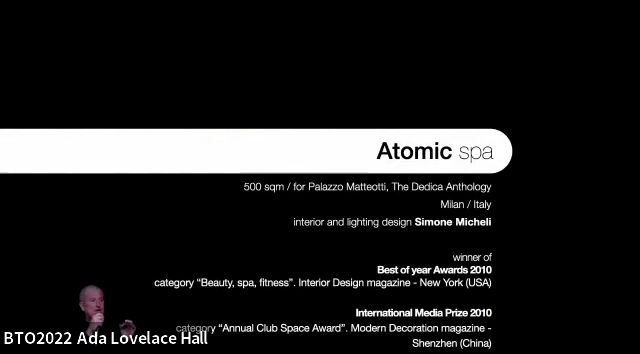 Atomic spa
500 sqm / for Palazzo Matteotti, The Dedica Anthology
Milan / Italy
interior and lighting design Simone Micheli
winner of
Best of year Awards 2010
category “Beauty, spa, fitness”. Interior Design magazine - New York (USA)
International Media Prize 2010
category “Annual Club Space Award”. Modern Decoration magazine -
Shenzhen (China)
BTO2022 Ada Lovelace Hall